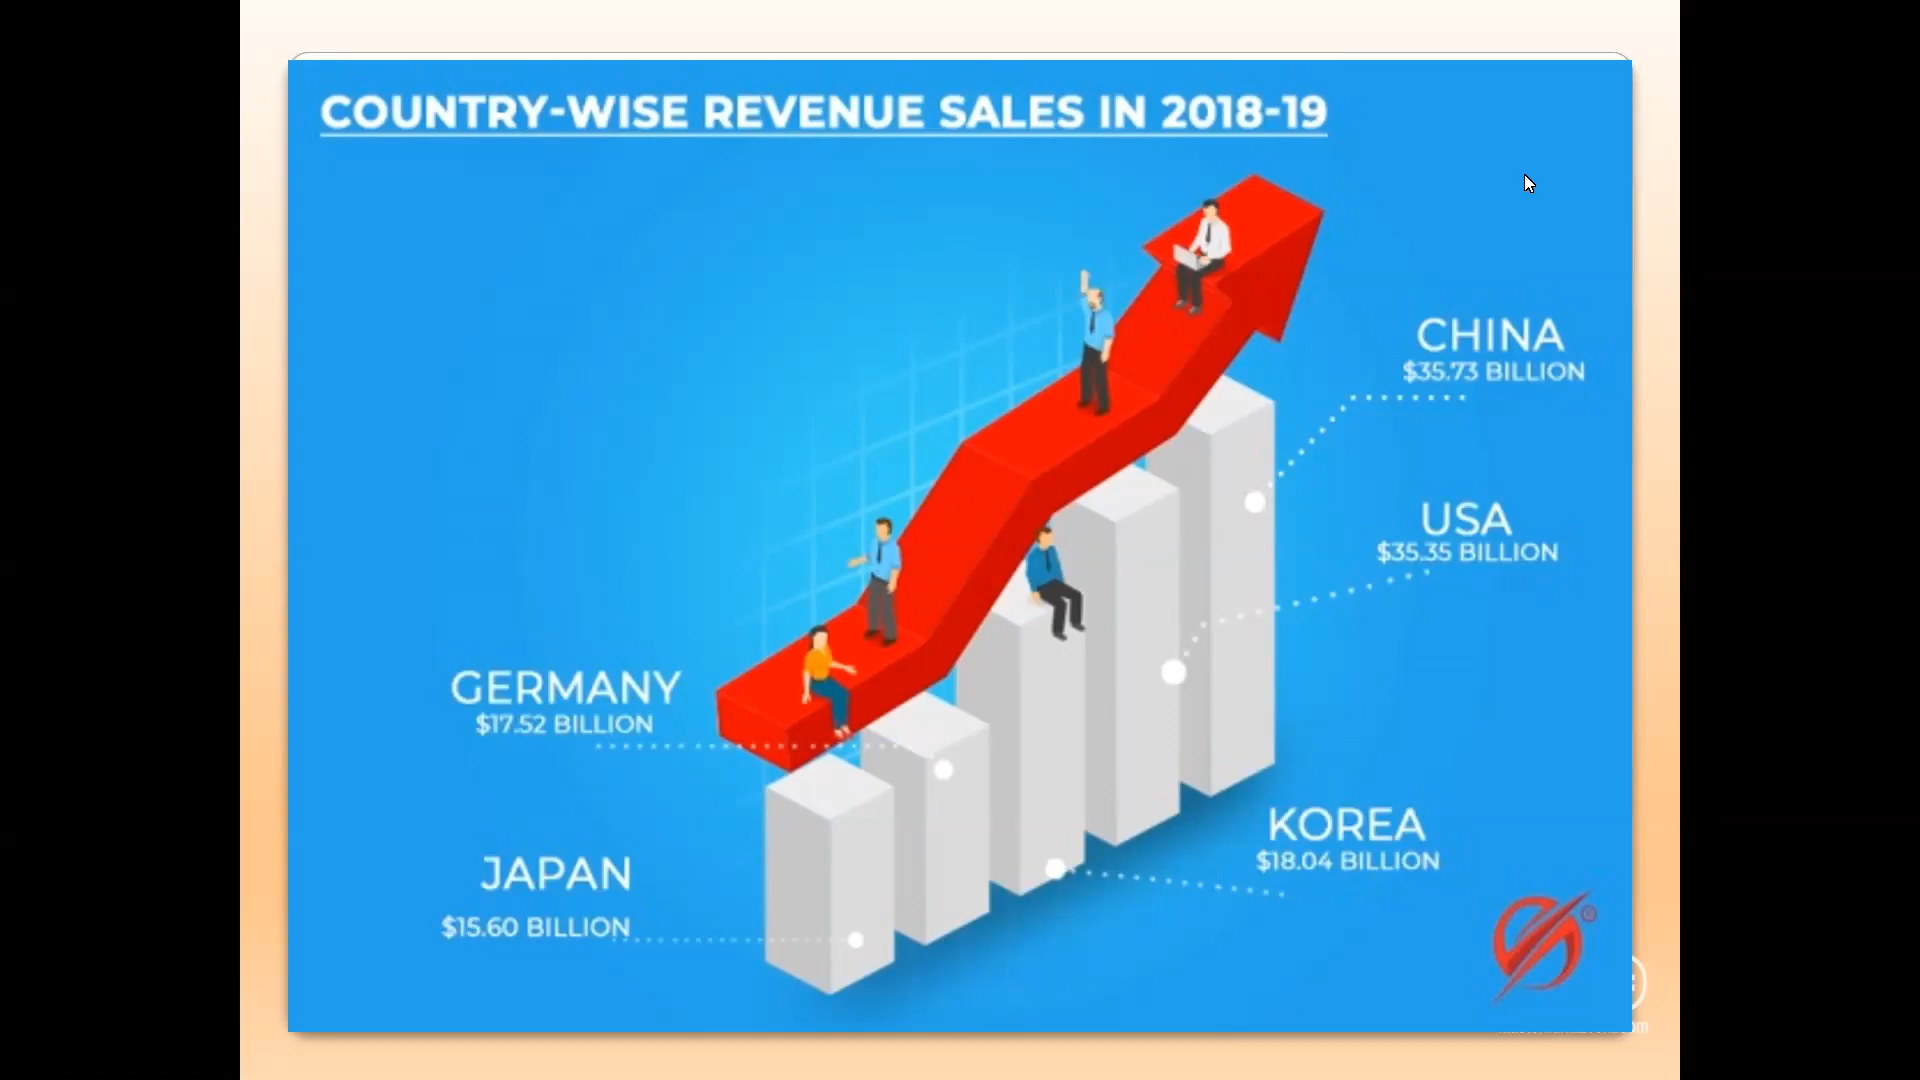 COUNTRY-WISE REVENUE SALES IN 2018-19
CHINA
$35.73 BILLION
USA
$35.35 BILLION
GERMANY
$17.52 BILLION
KOREA
$18.04 BILLION
JAPAN
$15.60 BILLION